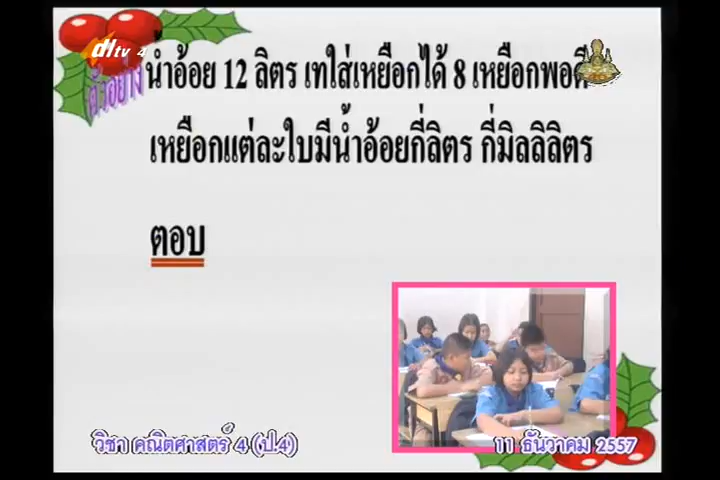 dltv 4
ตัวอย่าง
น้ำอ้อย 12 ลิตร เทใส่เหยือกได้ 8 เหยือกพอดี
เหยือกแต่ละใบมีน้ำอ้อยกี่ลิตร กี่มิลลิลิตร
ตอบ
วิชา คณิตศาสตร์ 4 (ป.4)
11 ธันวาคม 2557